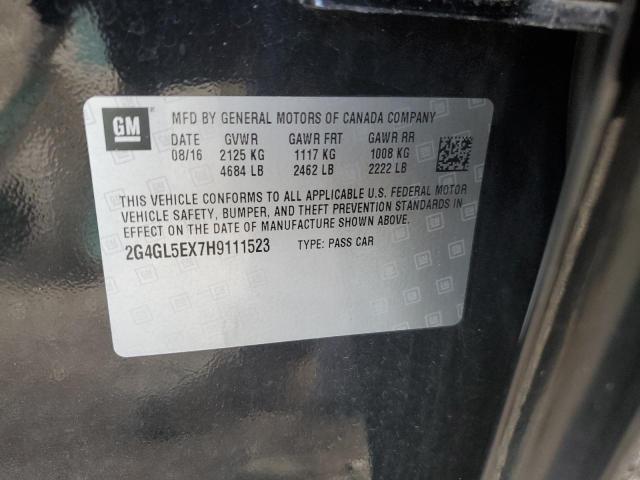 GM MFD BY GENERAL MOTORS OF CANADA COMPANY
DATE GVWR GAWR FRT GAWR RR
08/16 2125 KG 1117 KG 1008 KG
4684 LB 2462 LB 2222 LB
THIS VEHICLE CONFORMS TO ALL APPLICABLE U.S. FEDERAL MOTOR
VEHICLE SAFETY, BUMPER, AND THEFT PREVENTION STANDARDS IN
EFFECT ON THE DATE OF MANUFACTURE SHOWN ABOVE.
2G4GL5EX7H9111523 TYPE: PASS CAR